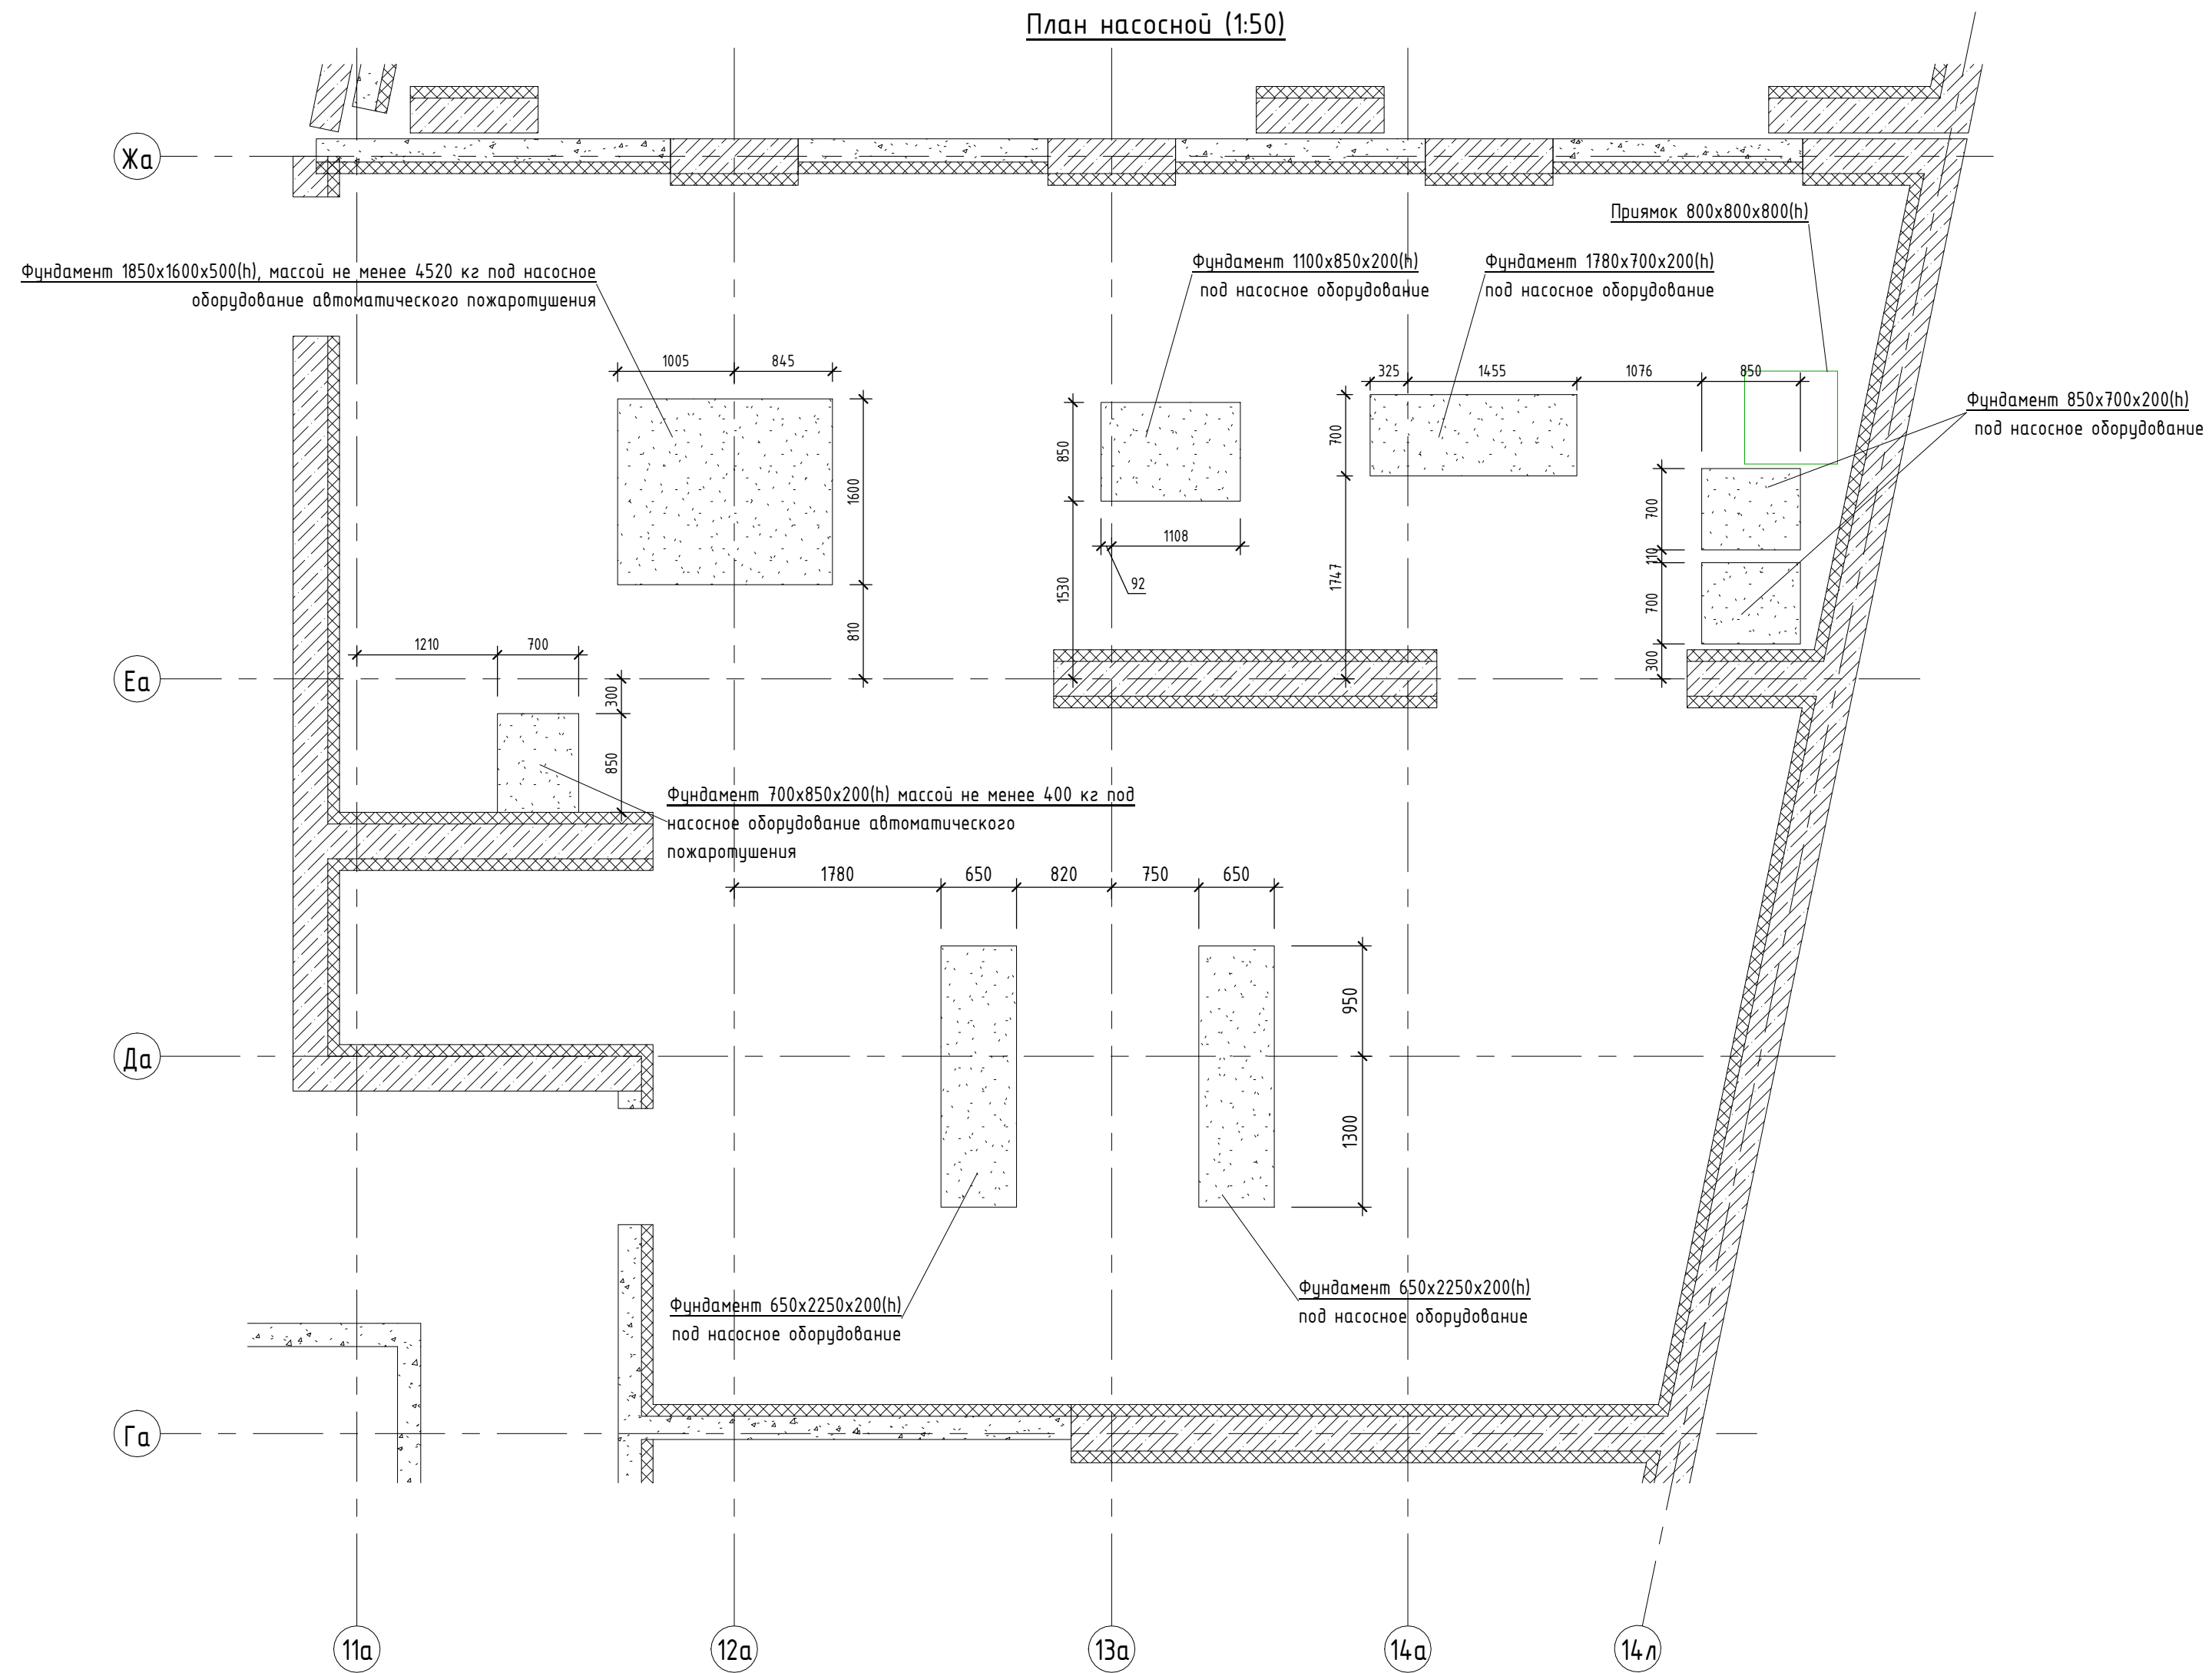 План насосной (1:50)
Жа
Приямок 800х800х800(h)
Фундамент 1850х1600х500(h), массой не менее 4520 кг под насосное
оборудование автоматического пожаротушения
Фундамент 1100х850х200(h)
под насосное оборудование
Фундамент 1780х700х200(h)
под насосное оборудование
1005
845
325
1455
1076
850
Фундамент 850х700х200(h)
под насосное оборудование
1600
810
850
1530
1108
92
700
1747
700
110
700
300
1210
700
Еа
300
850
Фундамент 700х850х200(h) массой не менее 400 кг под
насосное оборудование автоматического
пожаротушения
1780
650
820
750
650
950
1300
Да
Фундамент 650х2250х200(h)
под насосное оборудование
Фундамент 650х2250х200(h)
под насосное оборудование
Га
11а
12а
13а
14а
14л